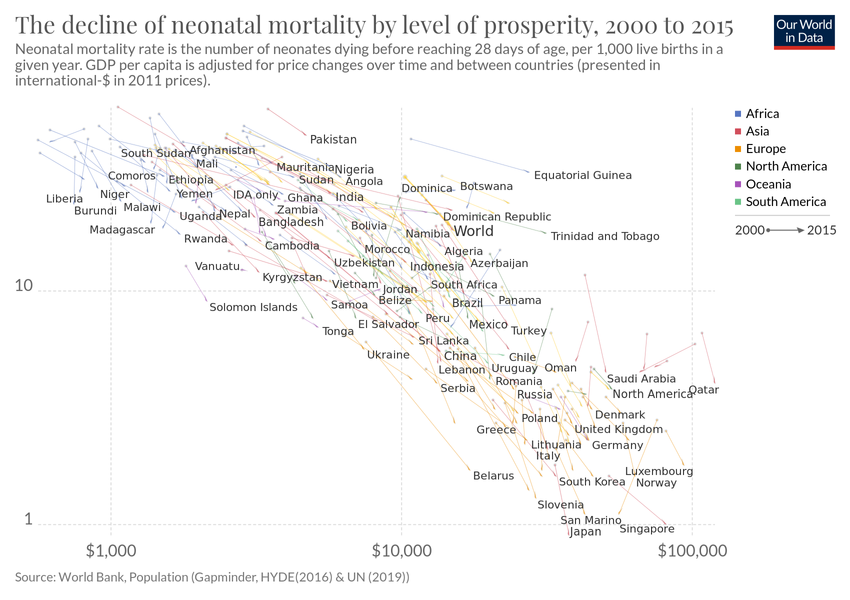 The decline of neonatal mortality by level of prosperity, 2000 to 2015
Our World
in Data
Neonatal mortality rate is the number of neonates dying before reaching 28 days of age, per 1,000 live births in a
given year. GDP per capita is adjusted for price changes over time and between countries (presented in
international-$ in 2011 prices).
Africa
Asia
Europe
North America
Oceania
South America
2000 2015
Pakistan
South Sudan Afghanistan
Mali
Mauritania Nigeria
Equatorial Guinea
Comoros Ethiopia Sudan Angola
Dominica Botswana
Liberia Niger Yemen IDA only Ghana India
Burundi Malawi Zambia
Uganda Nepal Bangladesh Dominican Republic
Madagascar Bolivia Namibia World
Rwanda Trinidad and Tobago
Cambodia Morocco Algeria
Vanuatu Uzbekistan Indonesia Azerbaijan
Kyrgyzstan Vietnam Jordan South Africa
10
Solomon Islands Samoa Belize Brazil Panama
Tonga El Salvador Peru Mexico Turkey
Sri Lanka
Ukraine China Chile
Lebanon Uruguay Oman
Serbia Romania Saudi Arabia
Russia North America Qatar
Poland Denmark
Greece United Kingdom
Lithuania Germany
Italy
Belarus South Korea Luxembourg
Norway
Slovenia
1
San Marino Singapore
Japan
$1,000 $10,000 $100,000
Source: World Bank, Population (Gapminder, HYDE(2016) & UN (2019))